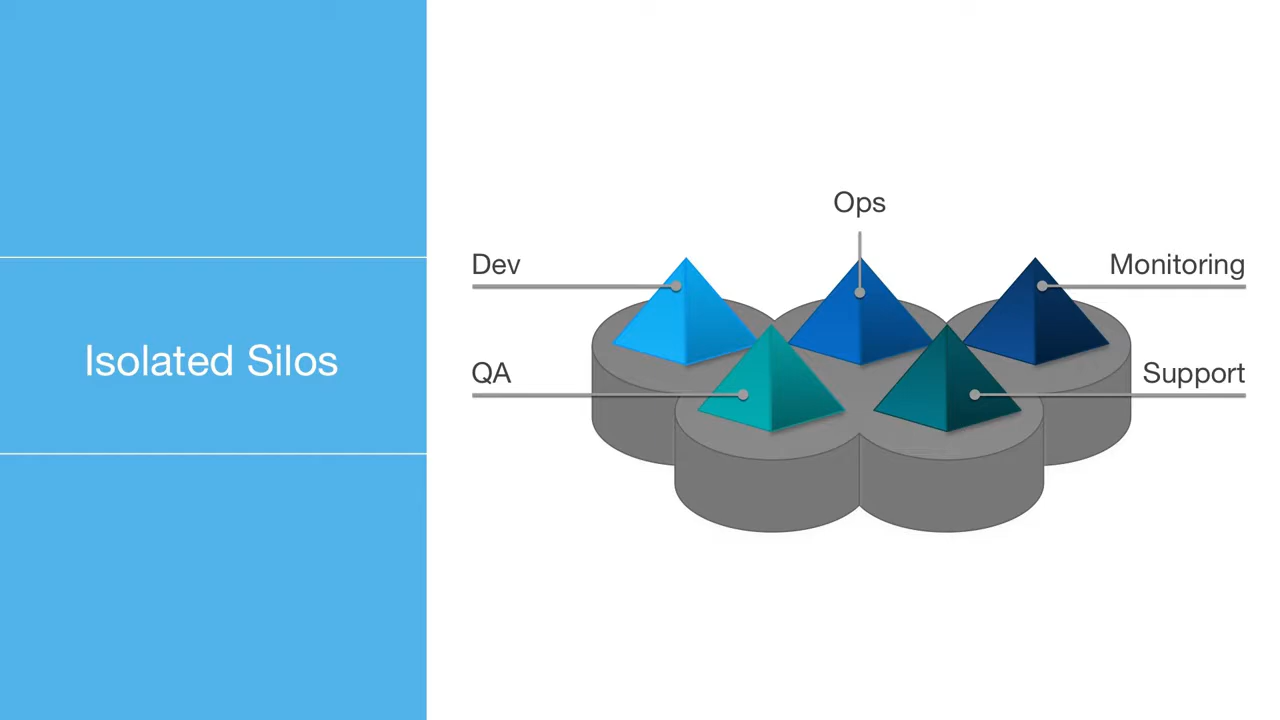 Isolated Silos
Ops
Dev
Monitoring
QA
Support